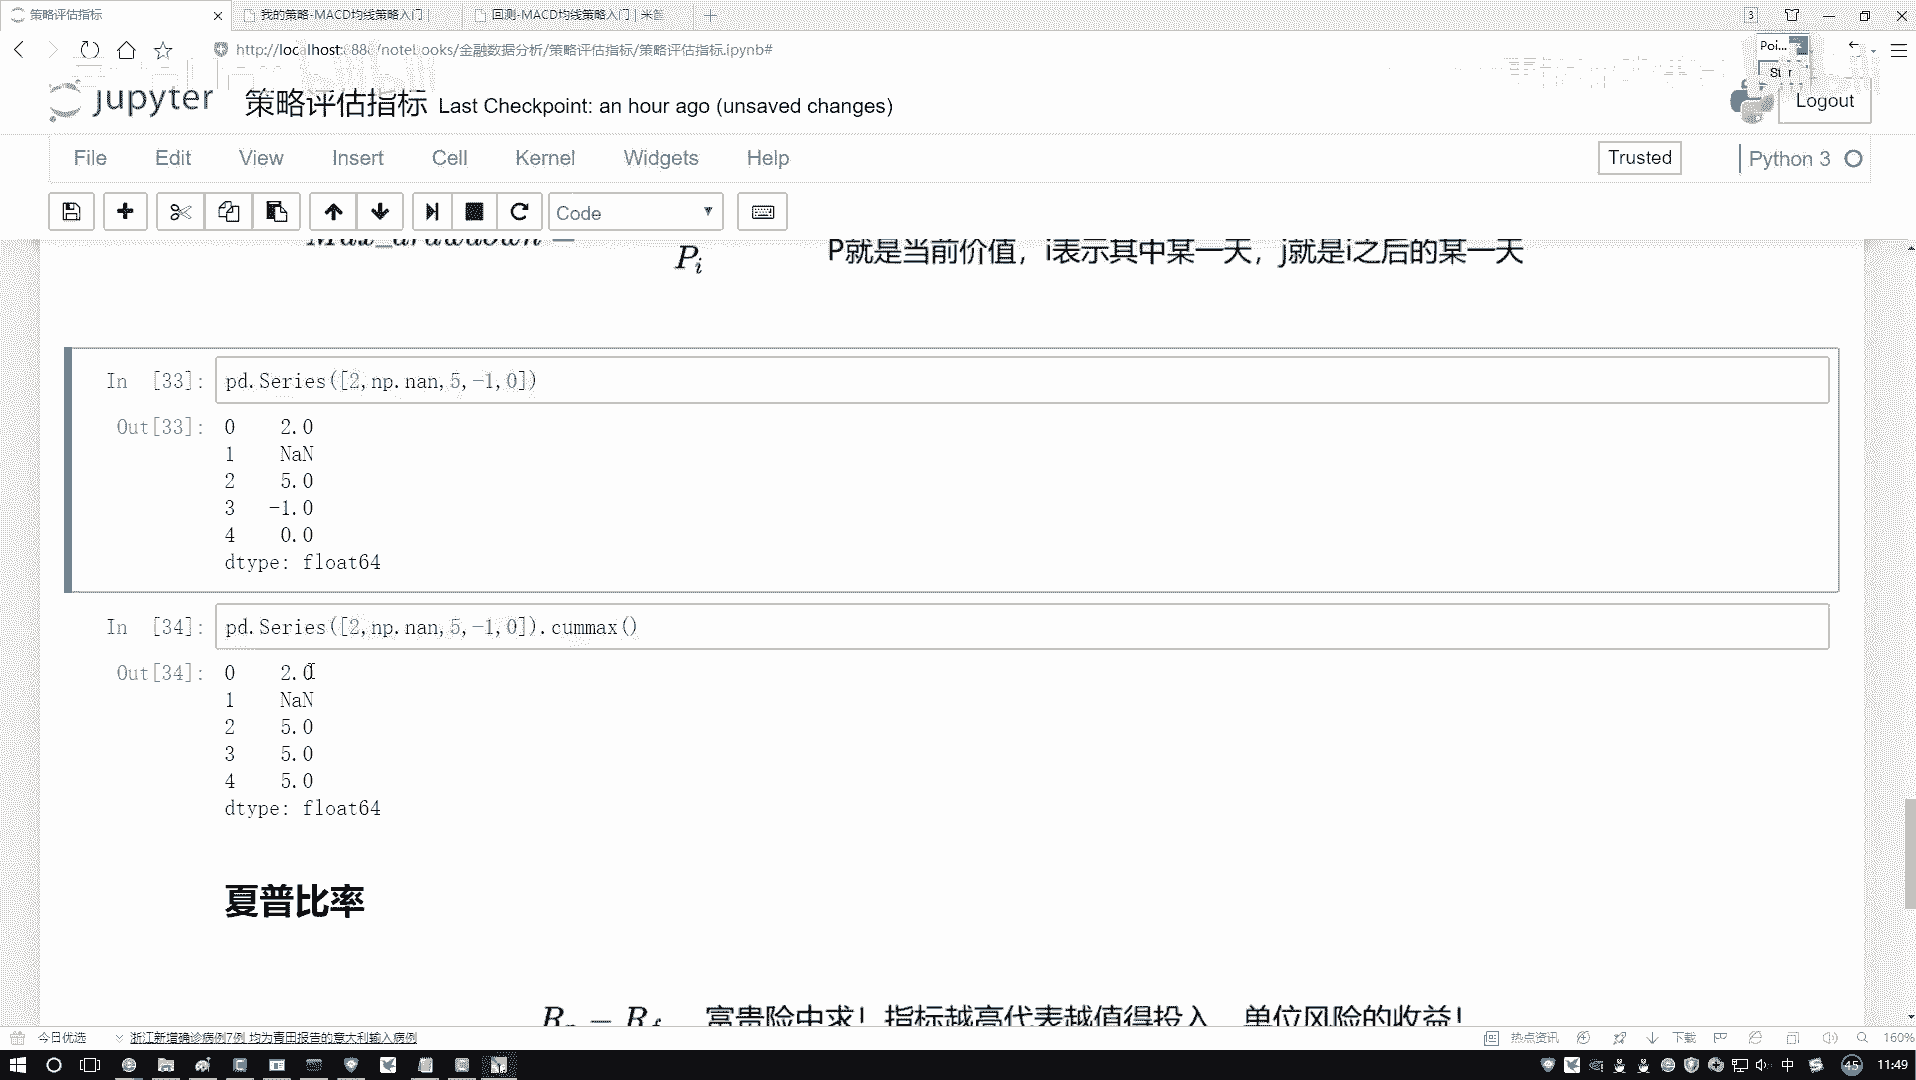 策略评估指标
我的策略-MACD均线策略入门
回测-MACD均线策略入门 | 米筐
3
http://localhost:888/notebooks/金融数据分析/策略评估指标/策略评估指标.ipynb#
Poi...
jupyter
策略评估指标 Last Checkpoint: an hour ago (unsaved changes)
Logout
File Edit View Insert Cell Kernel Widgets Help
Trusted
Python 3
Code
Max_drawdown =
P_i
P就是当前价值，i表示其中某一天，j就是i之后的某一天
In [33]: pd.Series([2,np.nan,5,-1,0])
Out[33]: 0 2.0
1 NaN
2 5.0
3 -1.0
4 0.0
dtype: float64
In [34]: pd.Series([2,np.nan,5,-1,0]).cummax()
Out[34]: 0 2.0
1 NaN
2 5.0
3 5.0
4 5.0
dtype: float64
夏普比率
R_p − R_f 富贵险中求！指标越高代表越值得投入，单位风险的收益！
今日优选
浙江新增确诊病例7例 均为青田报告的意大利输入病例
热点资讯
下载
160%
中
45
11:49